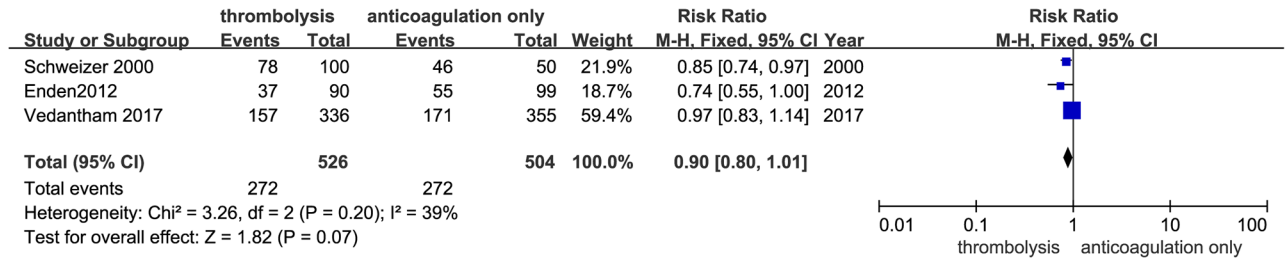 thrombolysis anticoagulation only Risk Ratio Risk Ratio
Study or Subgroup Events Total Events Total Weight M-H, Fixed, 95% CI Year M-H, Fixed, 95% CI
Schweizer 2000 78 100 46 50 21.9% 0.85 [0.74, 0.97] 2000
Enden2012 37 90 55 99 18.7% 0.74 [0.55, 1.00] 2012
Vedantham 2017 157 336 171 355 59.4% 0.97 [0.83, 1.14] 2017
Total (95% CI) 526 504 100.0% 0.90 [0.80, 1.01]
Total events 272 272
Heterogeneity: Chi² = 3.26, df = 2 (P = 0.20); I² = 39%
Test for overall effect: Z = 1.82 (P = 0.07)
0.01 0.1 1 10 100
thrombolysis anticoagulation only